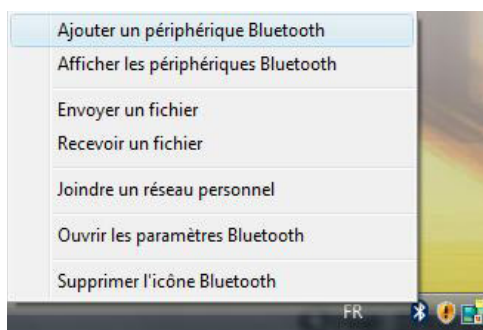 Ajouter un périphérique Bluetooth
Afficher les périphériques Bluetooth
Envoyer un fichier
Recevoir un fichier
Joindre un réseau personnel
Ouvrir les paramètres Bluetooth
Supprimer l'icône Bluetooth
FR